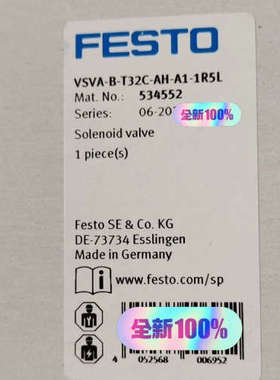 FESTO
VSVA-B-T32C-AH-A1-1R5L
Mat. No.: 534552
Series: 06-20
全新100%
Solenoid valve
1 piece(s)
Festo SE & Co. KG
DE-73734 Esslingen
Made in Germany
www.festo.com/sp
全新100%
4 052568 006952